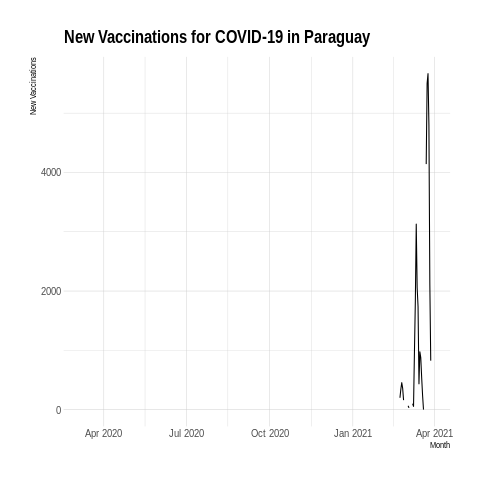 New Vaccinations for COVID-19 in Paraguay
New Vaccinations
4000
2000
0
Apr 2020
Jul 2020
Oct 2020
Jan 2021
Apr 2021
Month